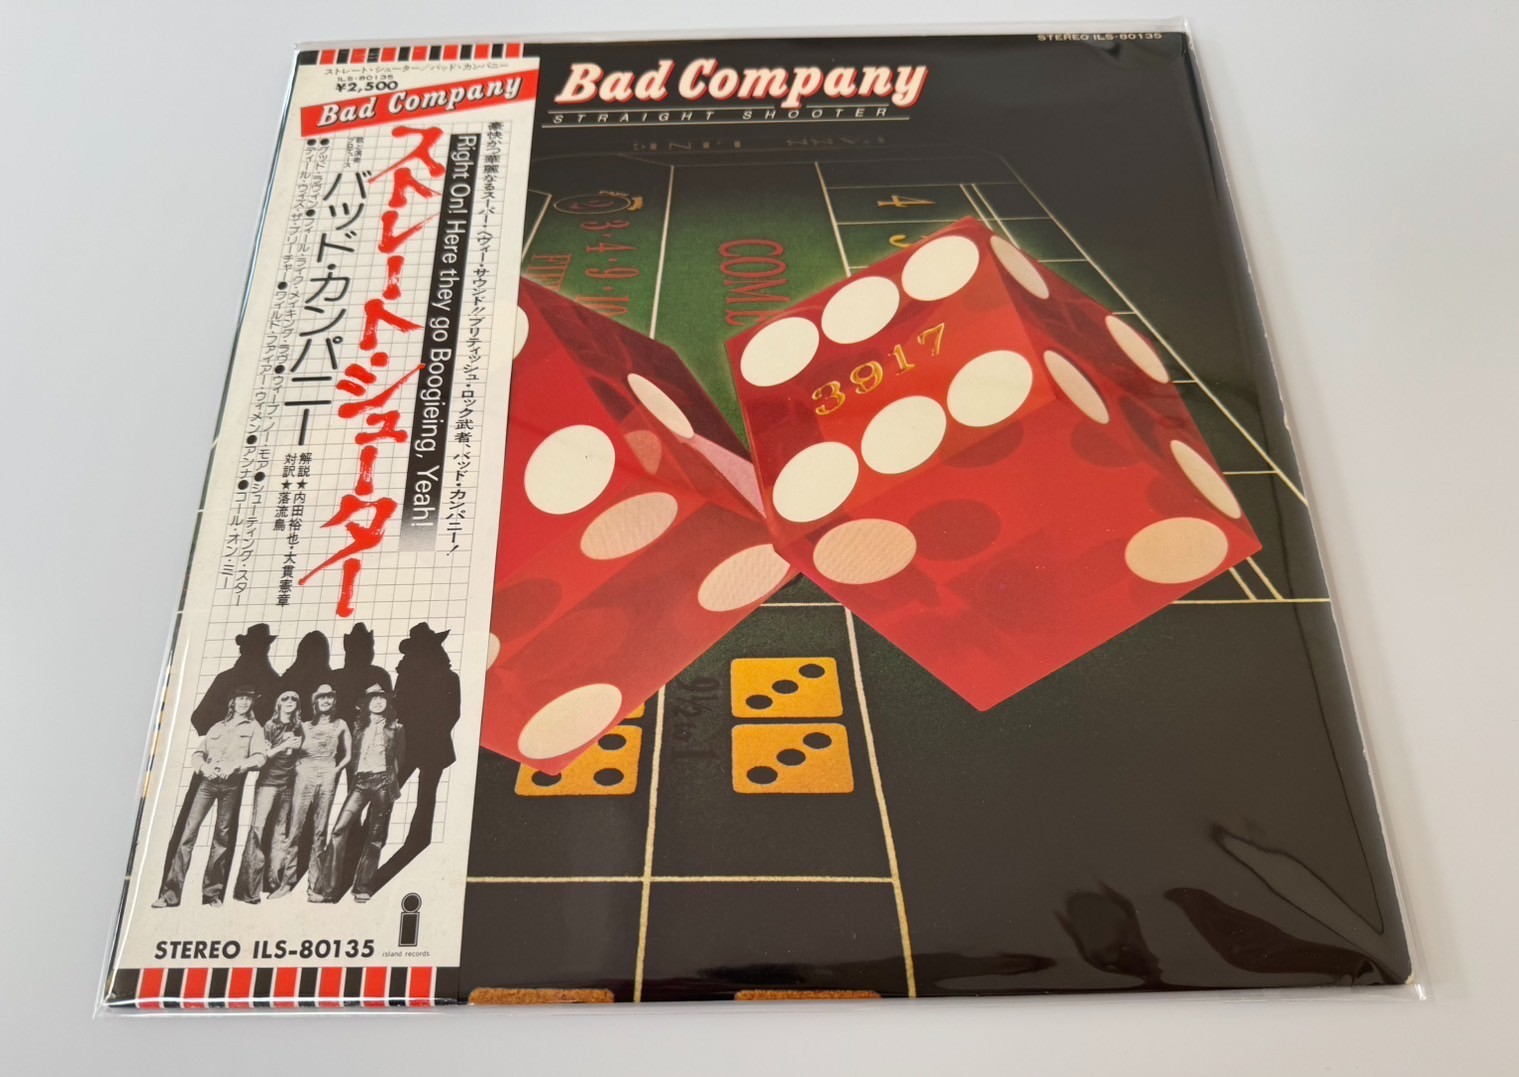 ストレート・シューター／バッド・カンパニー
ILS-80135
¥2,500
Bad Company
豪快かつ華麗なるスーパー・ヘヴィー・サウンド!!ブリティッシュ・ロック武者、バッド・カンパニー！
Right On! Here they go Boogieing, Yeah!
ストレート・シューター
バッド・カンパニー
解説★内田裕也・大貫憲章
対訳★落流鳥
●グッド・ラヴィン●フィール・ライク・メイキング・ラヴ●ウィープ・ノー・モア●シューティング・スター
●ディール・ウィズ・ザ・プリーチャー●ワイルド・ファイアー・ウィメン●アンナ●コール・オン・ミー
STEREO ILS-80135
island records
STEREO ILS-80135
Bad Company
STRAIGHT SHOOTER
4
3·4·9·10
COME
3917